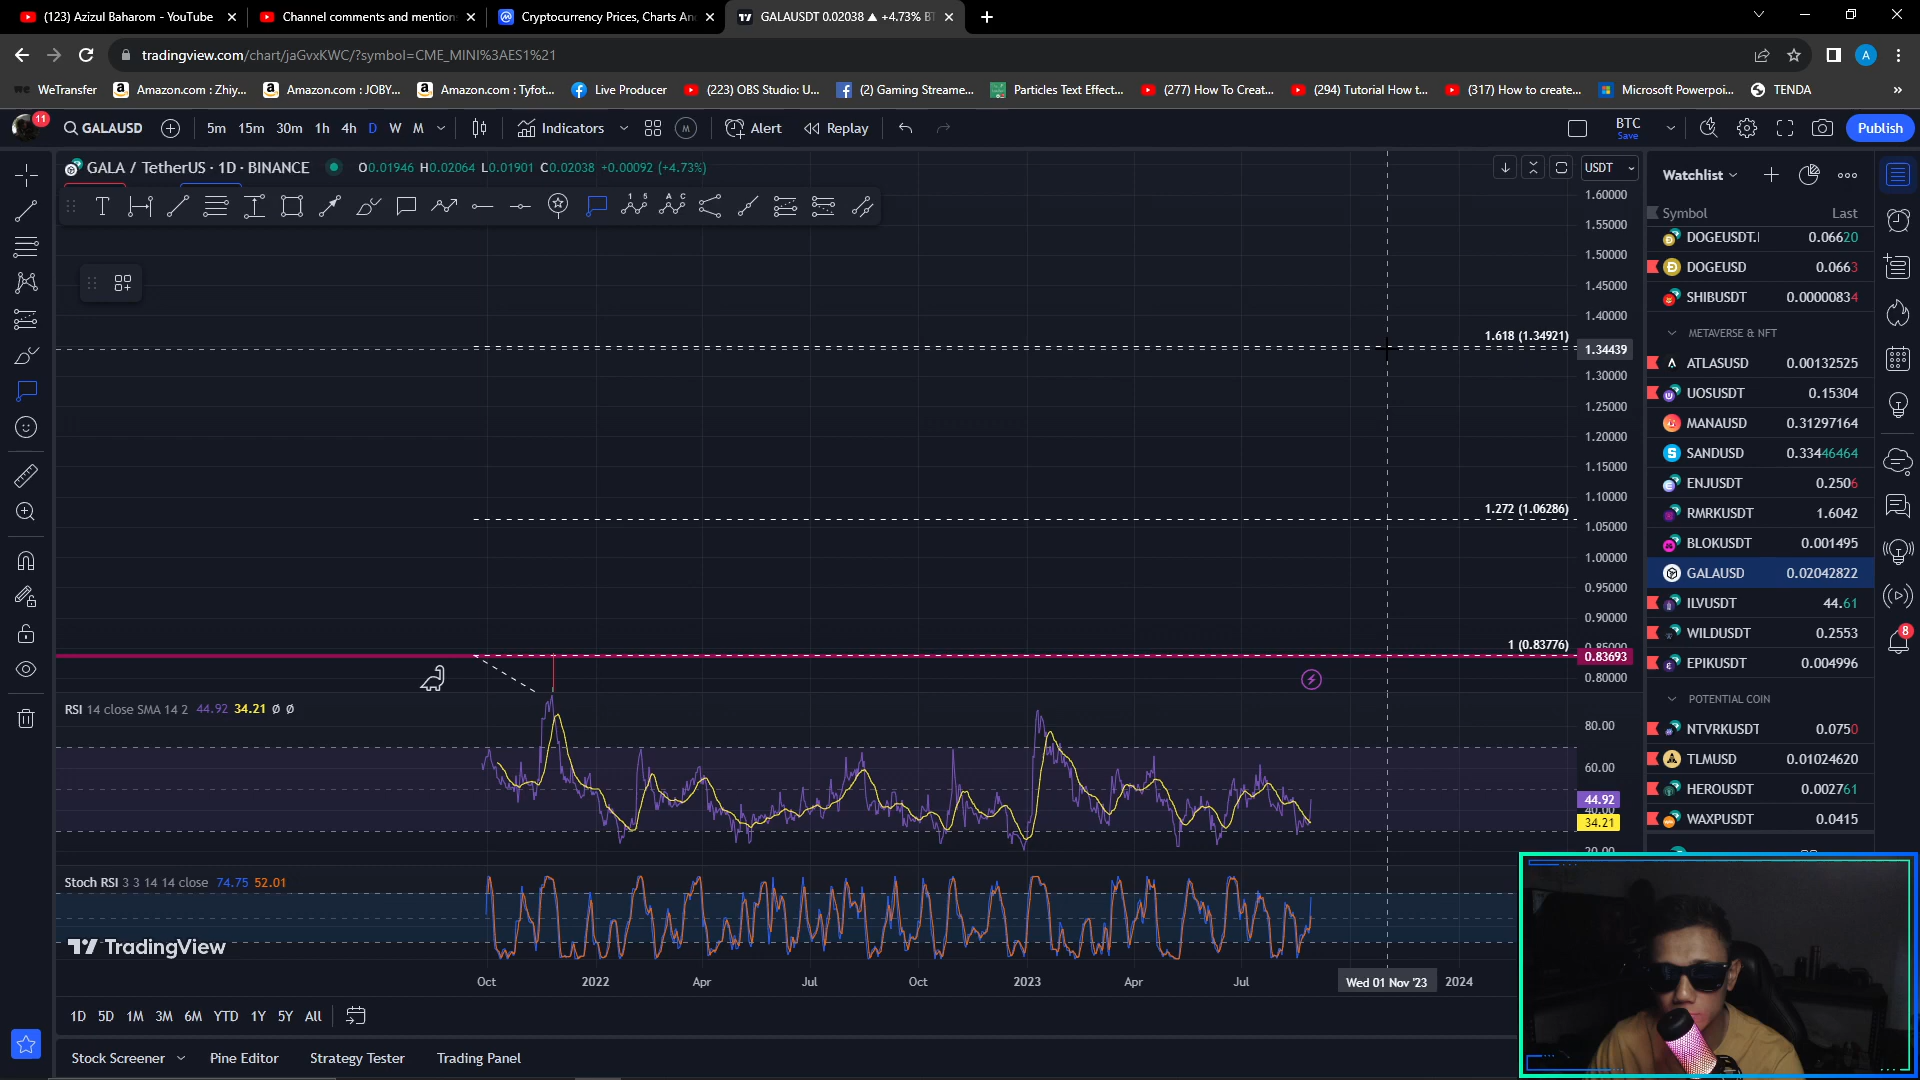 (123) Azizul Baharom - YouTube
Channel comments and mention
Cryptocurrency Prices, Charts An
GALAUSDT 0.02038 ▲ +4.73% BT
tradingview.com/chart/jaGvxKWC/?symbol=CME_MINI%3AES1%21
WeTransfer
Amazon.com : Zhiy...
Amazon.com : JOBY...
Amazon.com : Tyfot...
Live Producer
(223) OBS Studio: U...
(2) Gaming Streame...
Particles Text Effect...
(277) How To Creat...
(294) Tutorial How t...
(317) How to create...
Microsoft Powerpoi...
TENDA
»
11
GALAUSD
5m 15m 30m 1h 4h D W M
Indicators
M
Alert
Replay
BTC
Save
Publish
GALA / TetherUS · 1D · BINANCE
O0.01946 H0.02064 L0.01901 C0.02038 +0.00092 (+4.73%)
USDT
1.60000
1.55000
1.50000
1.45000
1.40000
1.618 (1.34921)
1.34439
1.30000
1.25000
1.20000
1.15000
1.10000
1.272 (1.06286)
1.05000
1.00000
0.95000
0.90000
1 (0.83776)
0.85000
0.83693
0.80000
RSI 14 close SMA 14 2 44.92 34.21 ø ø
80.00
60.00
44.92
40.00
34.21
20.00
Stoch RSI 3 3 14 14 close 74.75 52.01
TradingView
Oct 2022 Apr Jul Oct 2023 Apr Jul Wed 01 Nov '23 2024
1D 5D 1M 3M 6M YTD 1Y 5Y All
Stock Screener
Pine Editor
Strategy Tester
Trading Panel
Watchlist
Symbol Last
DOGEUSDT.I 0.06620
DOGEUSD 0.0663
SHIBUSDT 0.00000834
METAVERSE & NFT
ATLASUSD 0.00132525
UOSUSDT 0.15304
MANAUSD 0.31297164
SANDUSD 0.33446464
ENJUSDT 0.2506
RMRKUSDT 1.6042
BLOKUSDT 0.001495
GALAUSD 0.02042822
ILVUSDT 44.61
WILDUSDT 0.2553
EPIKUSDT 0.004996
POTENTIAL COIN
NTVRKUSDT 0.0750
TLMUSD 0.01024620
HEROUSDT 0.002761
WAXPUSDT 0.0415
A
8